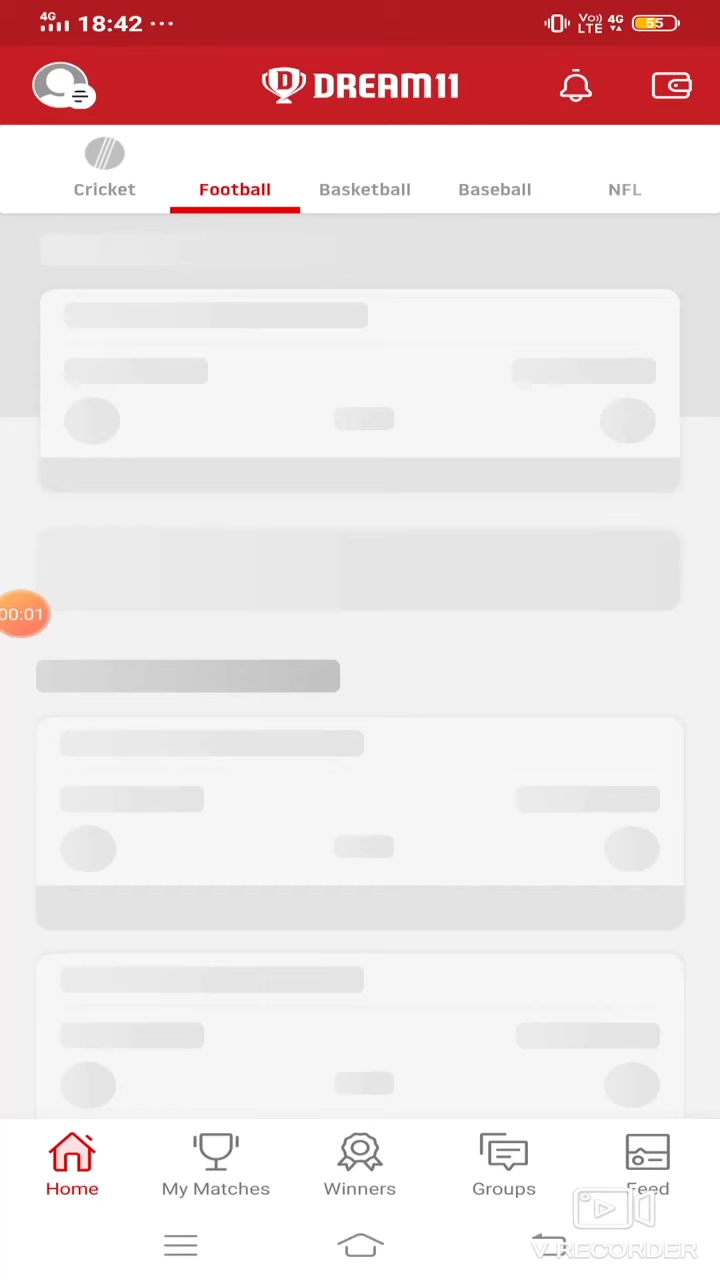 4G 18:42 ... Vo)) LTE 4G 55
DREAM11
Cricket Football Basketball Baseball NFL
00:01
Home My Matches Winners Groups Feed
V RECORDER